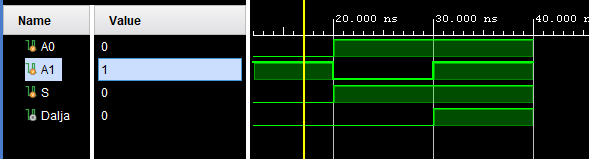 Name Value 20.000 ns 30.000 ns 40.000
A0 0
A1 1
S 0
Dalja 0